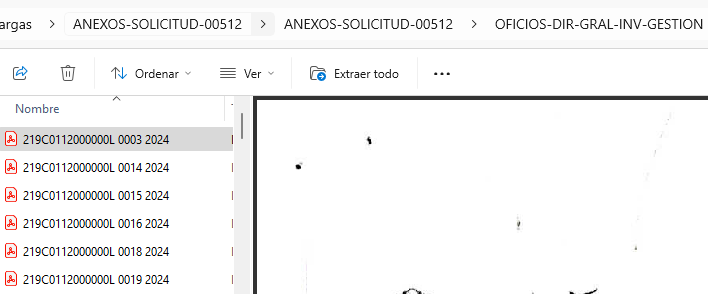 argas > ANEXOS-SOLICITUD-00512 > ANEXOS-SOLICITUD-00512 > OFICIOS-DIR-GRAL-INV-GESTION
Ordenar Ver Extraer todo ...
Nombre
219C0112000000L 0003 2024
219C0112000000L 0014 2024
219C0112000000L 0015 2024
219C0112000000L 0016 2024
219C0112000000L 0018 2024
219C0112000000L 0019 2024